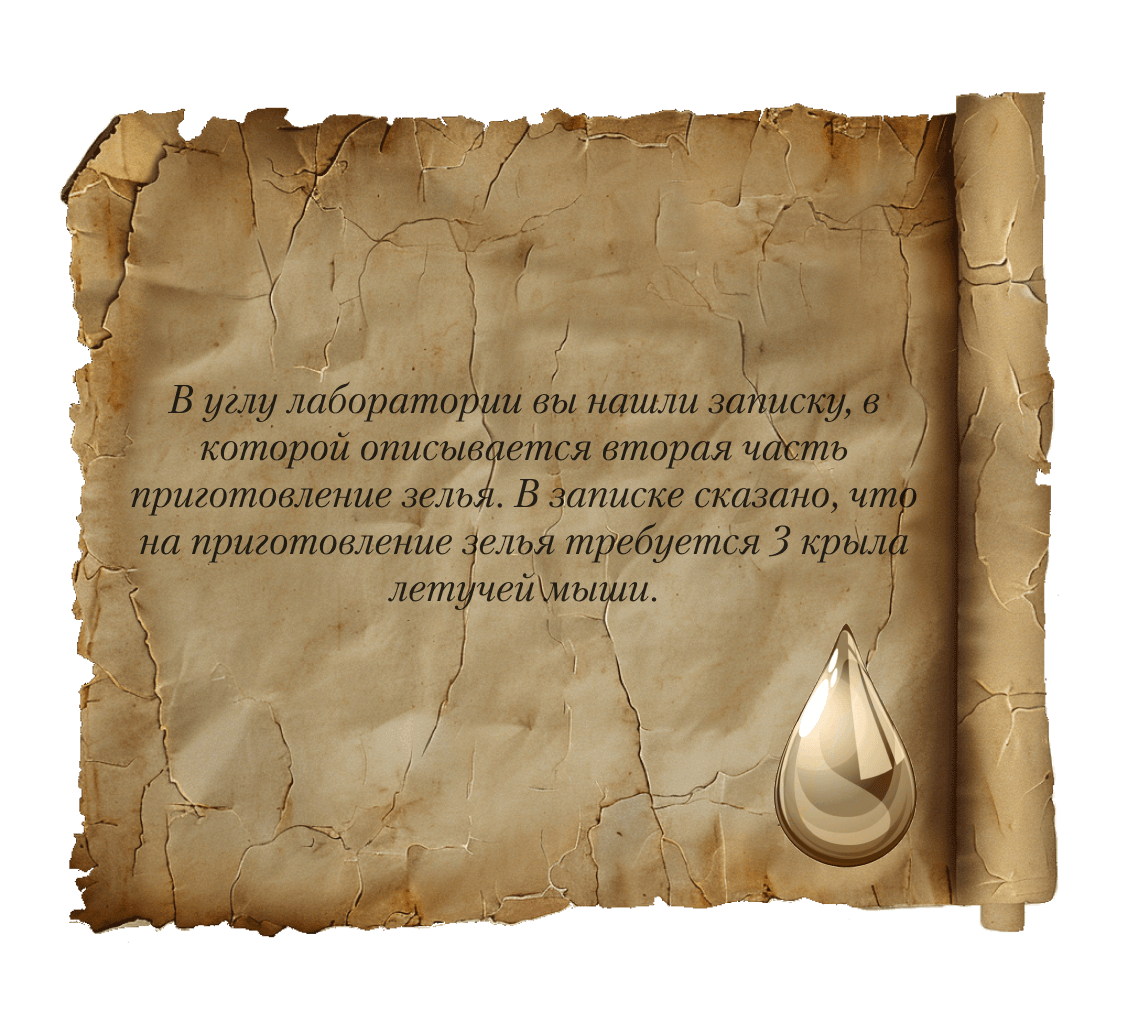 В углу лаборатории вы нашли записку, в
которой описывается вторая часть
приготовление зелья. В записке сказано, что
на приготовление зелья требуется 3 крыла
летучей мыши.